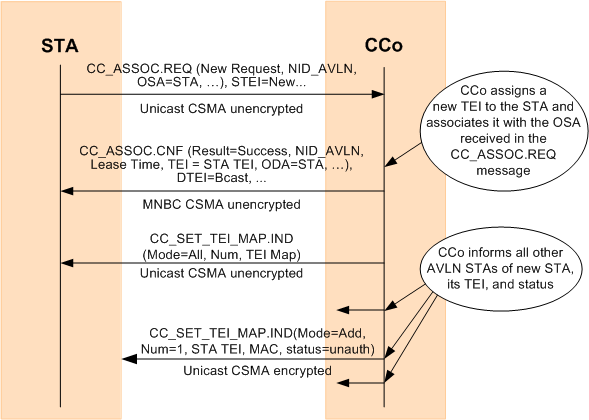 STA
CCo
CC_ASSOC.REQ (New Request, NID_AVLN,
OSA=STA, …), STEI=New...
Unicast CSMA unencrypted
CCo assigns a
new TEI to the STA and
associates it with the OSA
received in the
CC_ASSOC.REQ
message
CC_ASSOC.CNF (Result=Success, NID_AVLN,
Lease Time, TEI = STA TEI, ODA=STA, …),
DTEI=Bcast, ...
MNBC CSMA unencrypted
CC_SET_TEI_MAP.IND
(Mode=All, Num, TEI Map)
Unicast CSMA unencrypted
CCo informs all other
AVLN STAs of new STA,
its TEI, and status
CC_SET_TEI_MAP.IND(Mode=Add,
Num=1, STA TEI, MAC, status=unauth)
Unicast CSMA encrypted